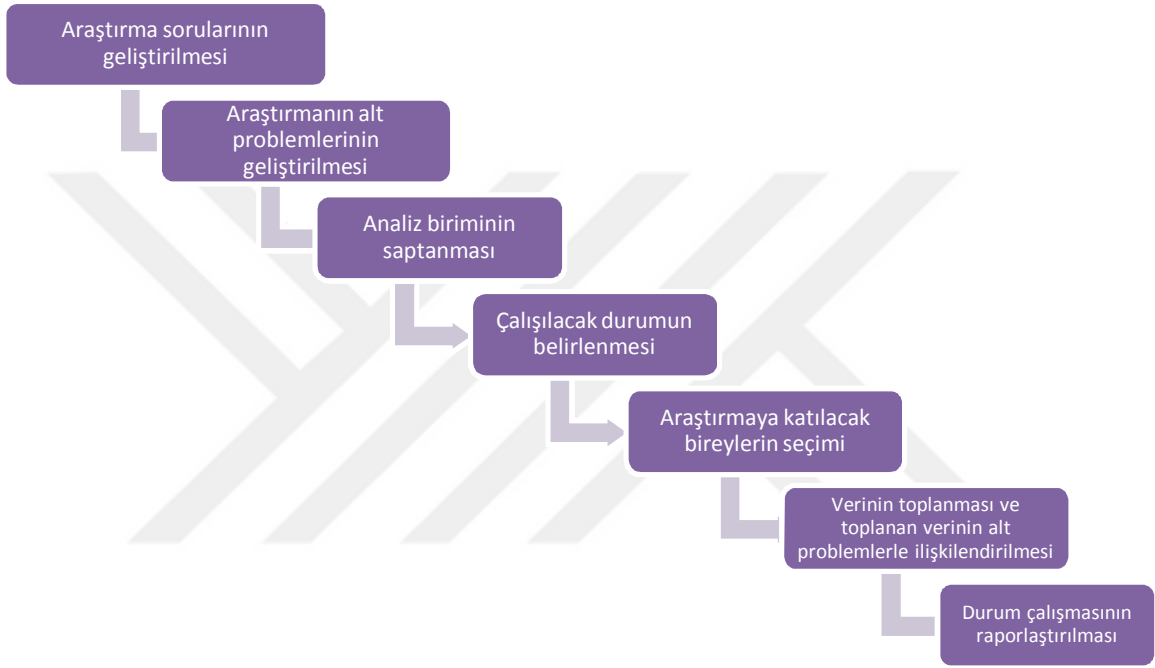 Araştırma sorularının
geliştirilmesi
Araştırmanın alt
problemlerinin
geliştirilmesi
Analiz biriminin
saptanması
Çalışılacak durumun
belirlenmesi
Araştırmaya katılacak
bireylerin seçimi
Verinin toplanması ve
toplanan verinin alt
problemlerle ilişkilendirilmesi
Durum çalışmasının
raporlaştırılması